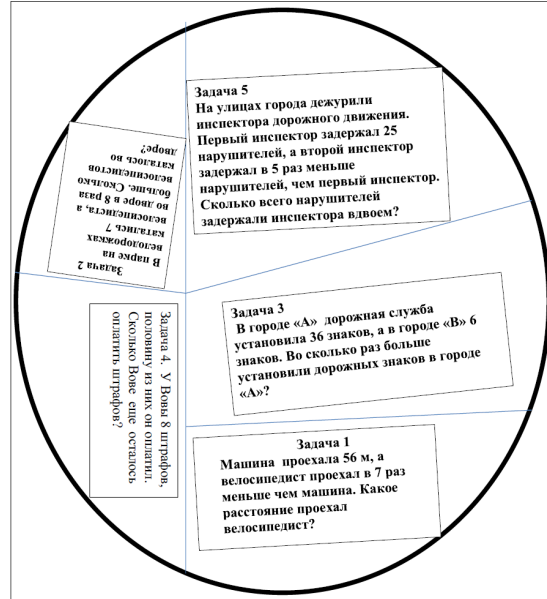 Задача 5
На улицах города дежурили
инспектора дорожного движения.
Первый инспектор задержал 25
нарушителей, а второй инспектор
задержал в 5 раз меньше
нарушителей, чем первый инспектор.
Сколько всего нарушителей
задержали инспектора вдвоем?
Задача 2
В парке на
велодорожках
катались 7
велосипедиста, а
во дворе в 8 раза
больше. Сколько
велосипедистов
каталось во
дворе?
Задача 3
В городе «А» дорожная служба
установила 36 знаков, а в городе «В» 6
знаков. Во сколько раз больше
установили дорожных знаков в городе
«А»?
Задача 4. У Вовы 8 штрафов,
половину из них он оплатил.
Сколько Вове еще осталось
оплатить штрафов?
Задача 1
Машина проехала 56 м, а
велосипедист проехал в 7 раз
меньше чем машина. Какое
расстояние проехал
велосипедист?